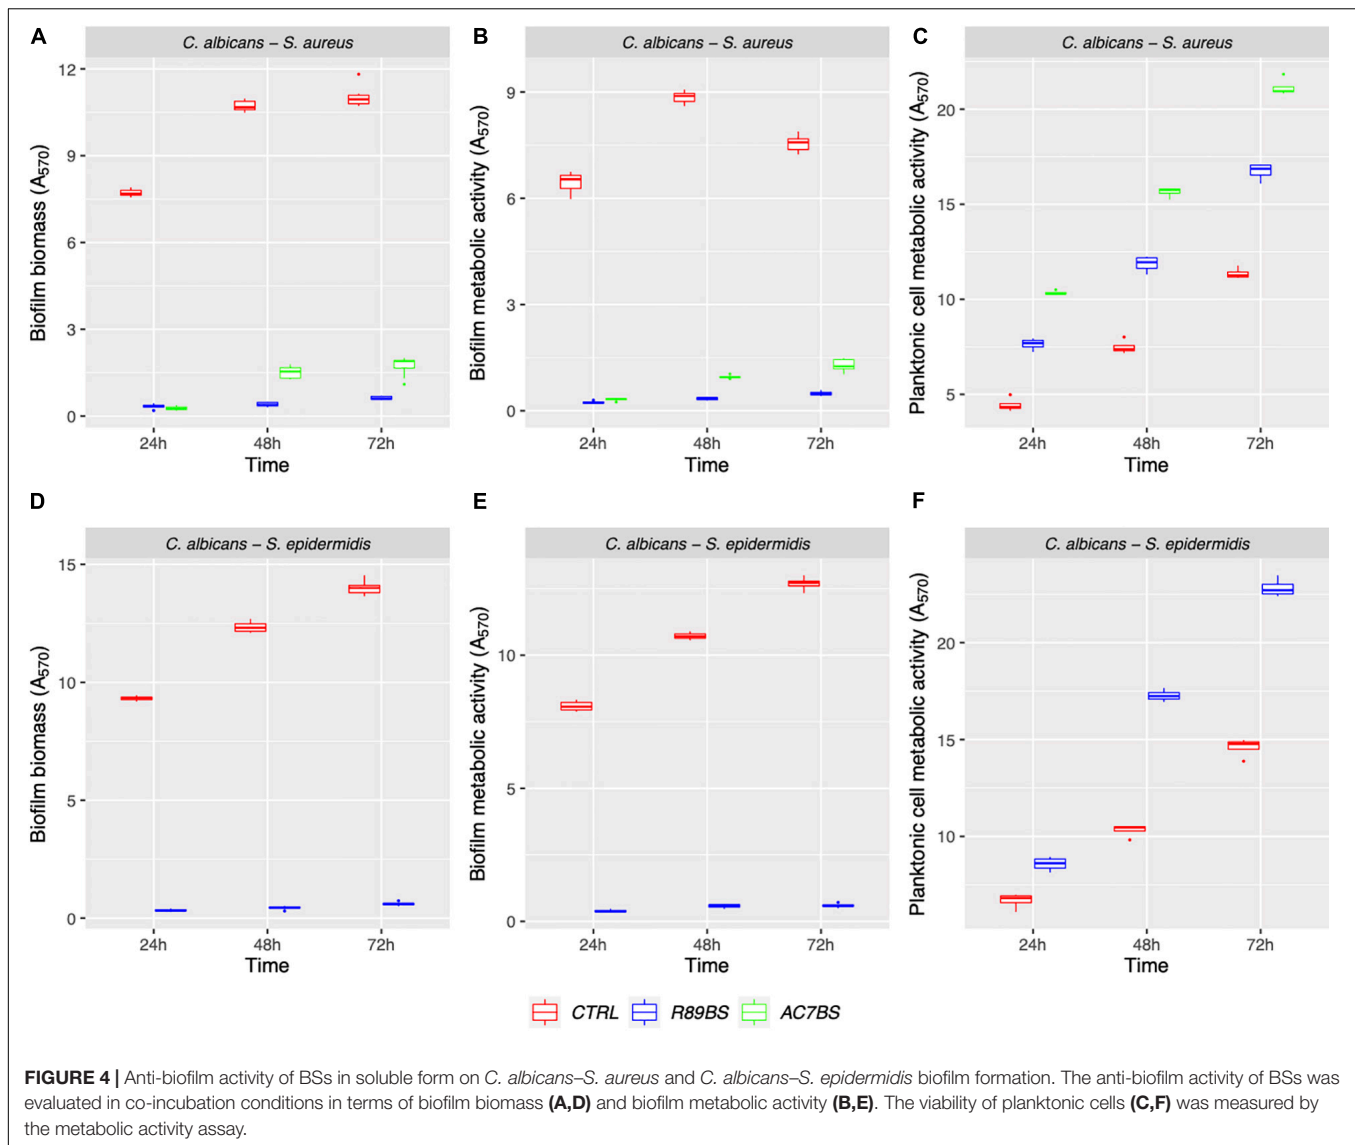 A
C. albicans – S. aureus
Biofilm biomass (A570)
12
9
6
3
0
24h 48h 72h
Time
B
C. albicans – S. aureus
Biofilm metabolic activity (A570)
9
6
3
0
24h 48h 72h
Time
C
C. albicans – S. aureus
Planktonic cell metabolic activity (A570)
20
15
10
5
24h 48h 72h
Time
D
C. albicans – S. epidermidis
Biofilm biomass (A570)
15
10
5
0
24h 48h 72h
Time
E
C. albicans – S. epidermidis
Biofilm metabolic activity (A570)
10
5
0
24h 48h 72h
Time
F
C. albicans – S. epidermidis
Planktonic cell metabolic activity (A570)
20
15
10
24h 48h 72h
Time
CTRL R89BS AC7BS
FIGURE 4 | Anti-biofilm activity of BSs in soluble form on C. albicans–S. aureus and C. albicans–S. epidermidis biofilm formation. The anti-biofilm activity of BSs was
evaluated in co-incubation conditions in terms of biofilm biomass (A,D) and biofilm metabolic activity (B,E). The viability of planktonic cells (C,F) was measured by
the metabolic activity assay.